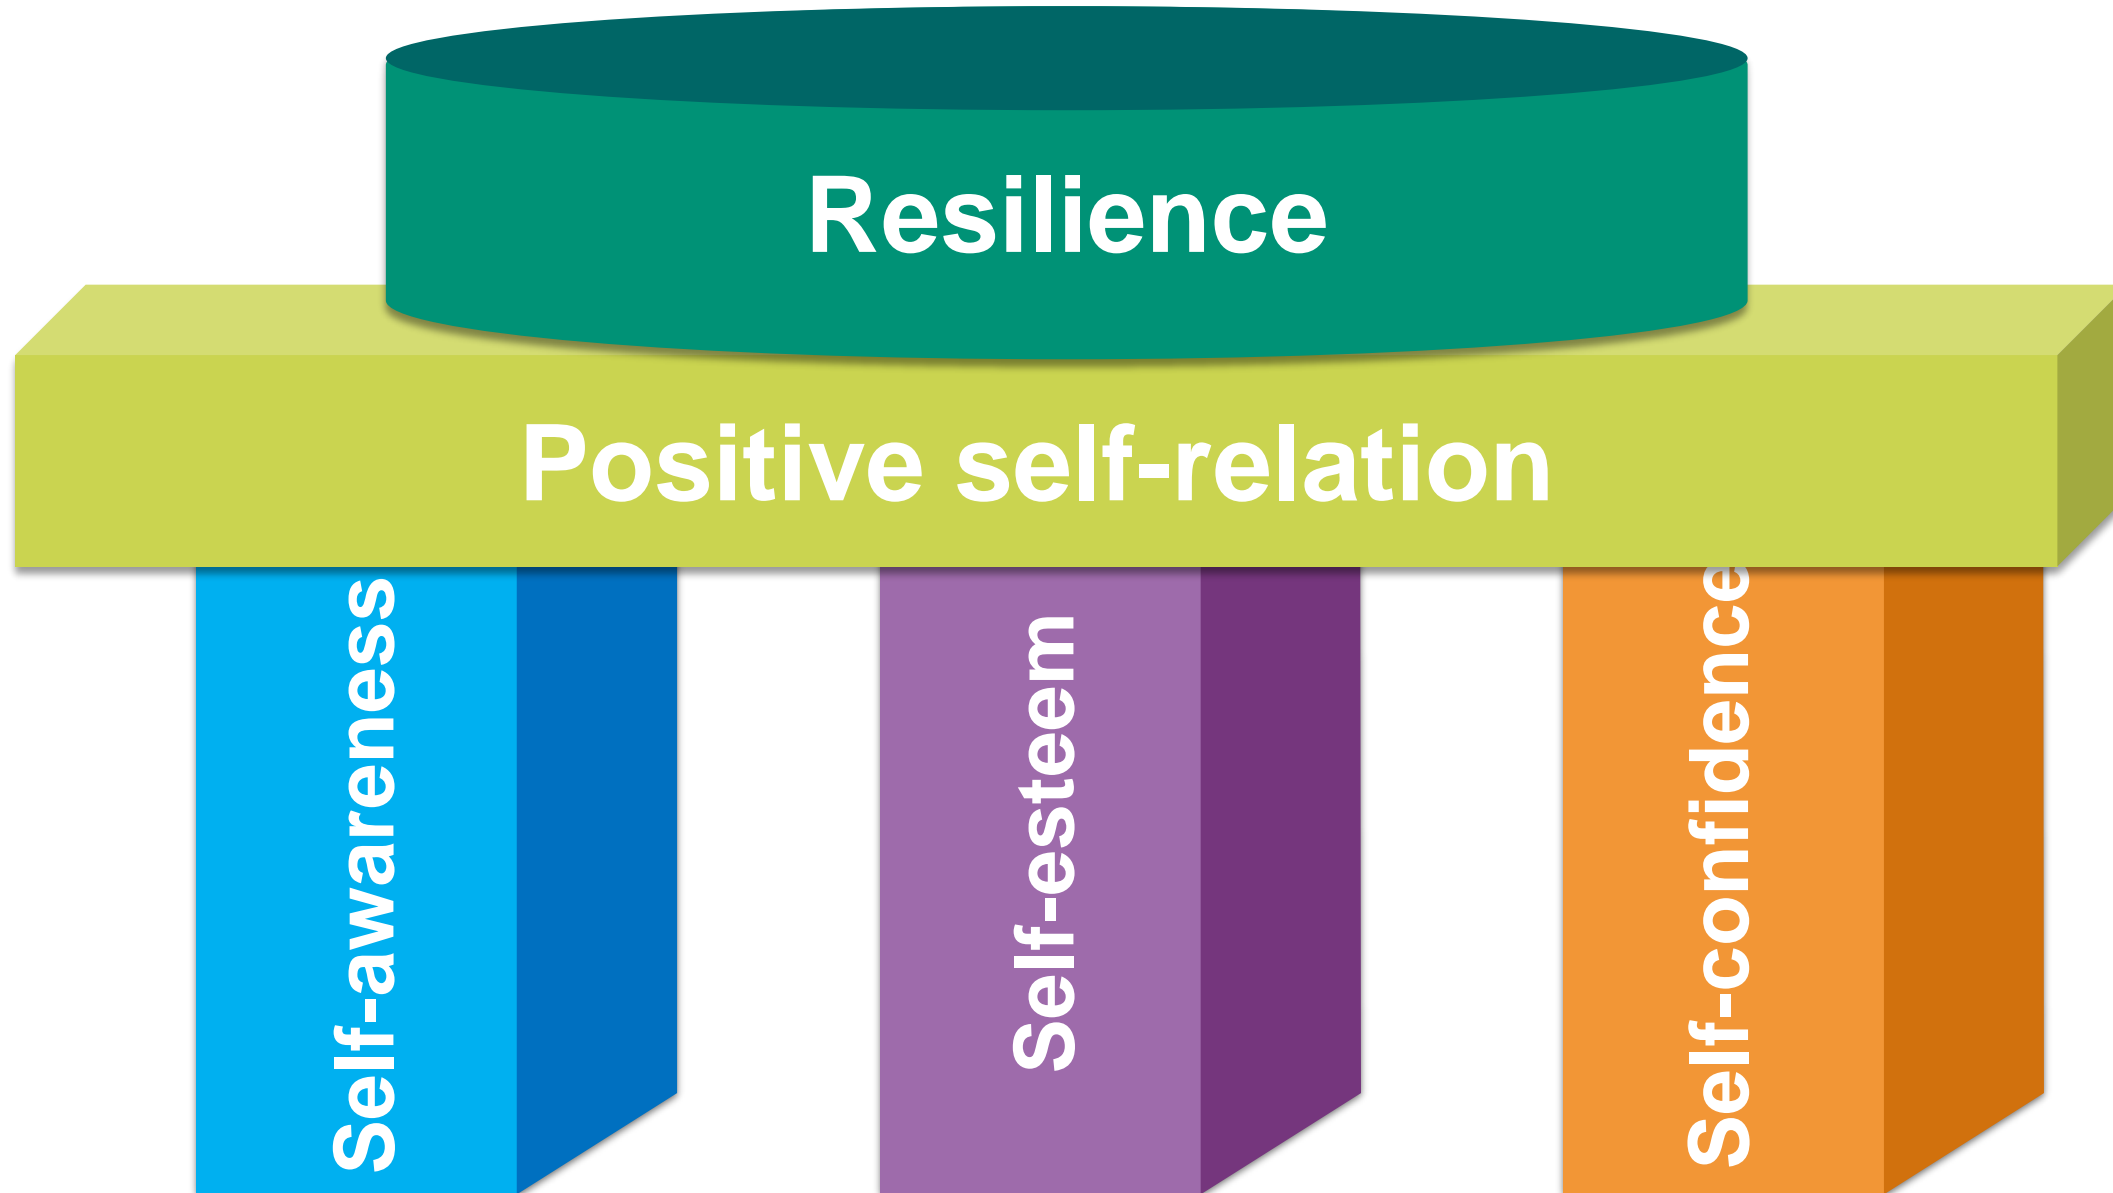 Resilience
Positive self-relation
Self-awareness
Self-esteem
Self-confidence